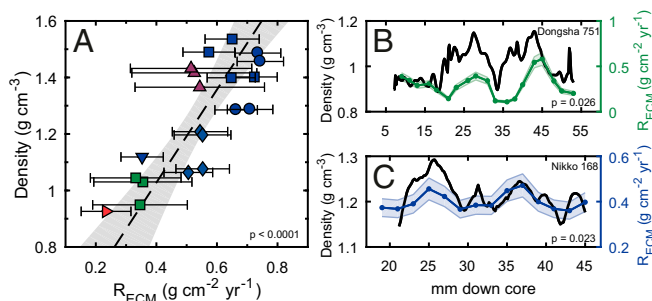 A
Density (g cm-3)
1.6
1.4
1.2
1.0
0.8
0.2 0.4 0.6 0.8
p < 0.0001
RECM (g cm-2 yr-1)
B
Dongsha 751
Density (g cm-3)
1.2
1
0.8
1
0.5
0
RECM (g cm-2 yr-1)
p = 0.026
5 15 25 35 45 55
C
Nikko 168
Density (g cm-3)
1.3
1.2
1.1
0.6
0.4
0.2
RECM (g cm-2 yr-1)
p = 0.023
20 25 30 35 40 45
mm down core